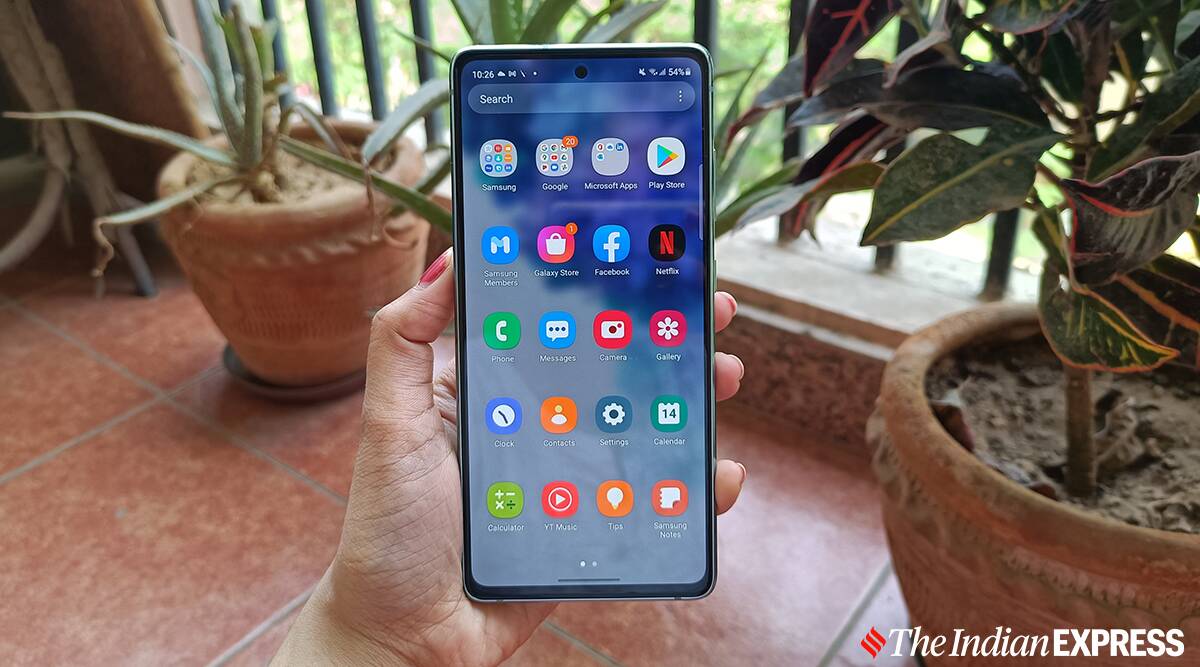 10:26
54%
Search
20
Samsung Google Microsoft Apps Play Store
1
Samsung
Members Galaxy Store Facebook Netflix
Phone Messages Camera Gallery
14
Clock Contacts Settings Calendar
Calculator YT Music Tips Samsung
Notes
The Indian EXPRESS